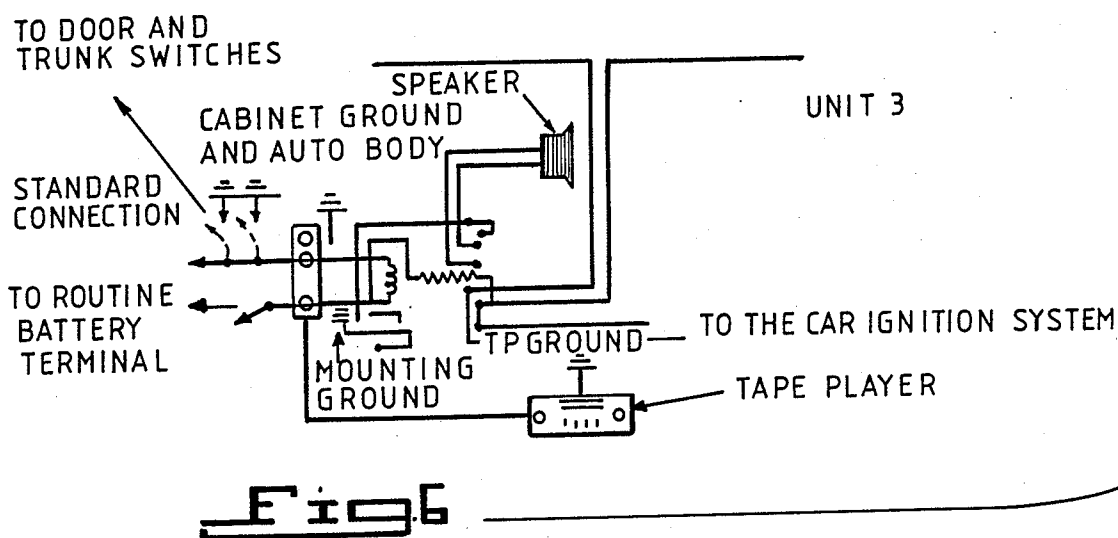 TO DOOR AND
TRUNK SWITCHES
SPEAKER
UNIT 3
CABINET GROUND
AND AUTO BODY
STANDARD
CONNECTION
TO ROUTINE
BATTERY
TERMINAL
MOUNTING
GROUND
TP GROUND
TO THE CAR IGNITION SYSTEM
TAPE PLAYER
Fig.6